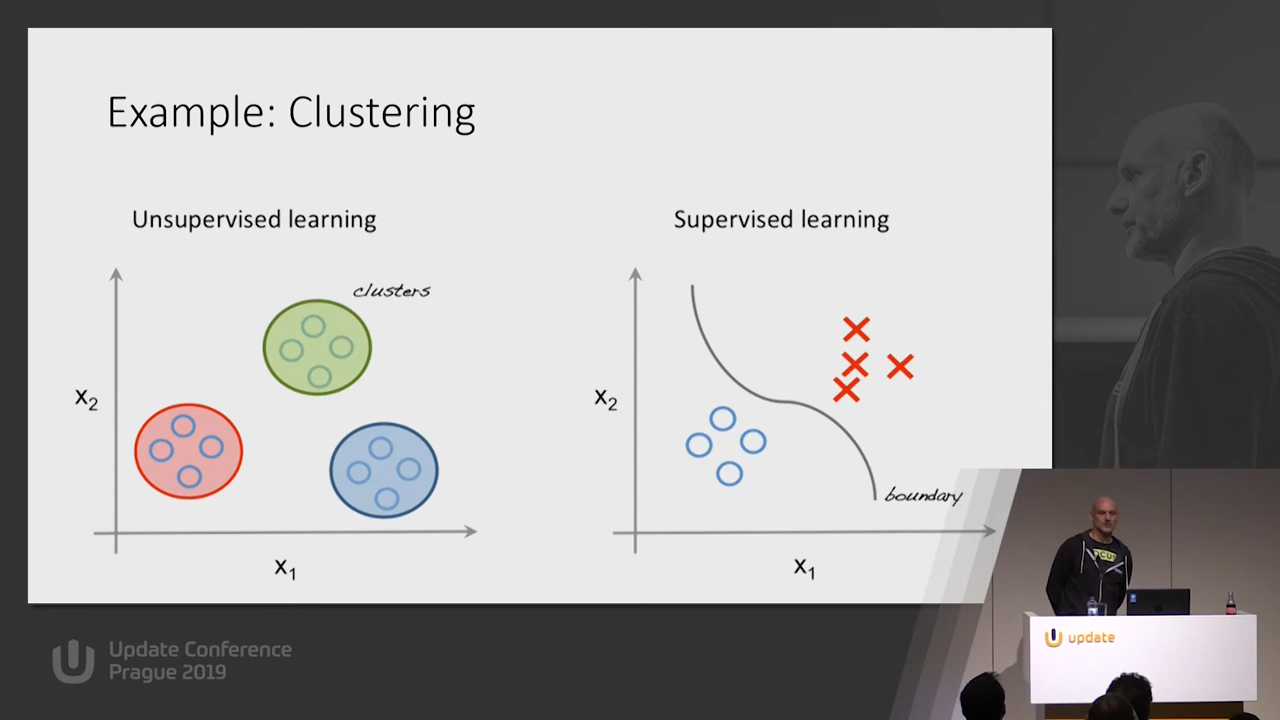 Example: Clustering
Unsupervised learning
Supervised learning
clusters
x2
x1
x2
boundary
x1
update
Update Conference
Prague 2019